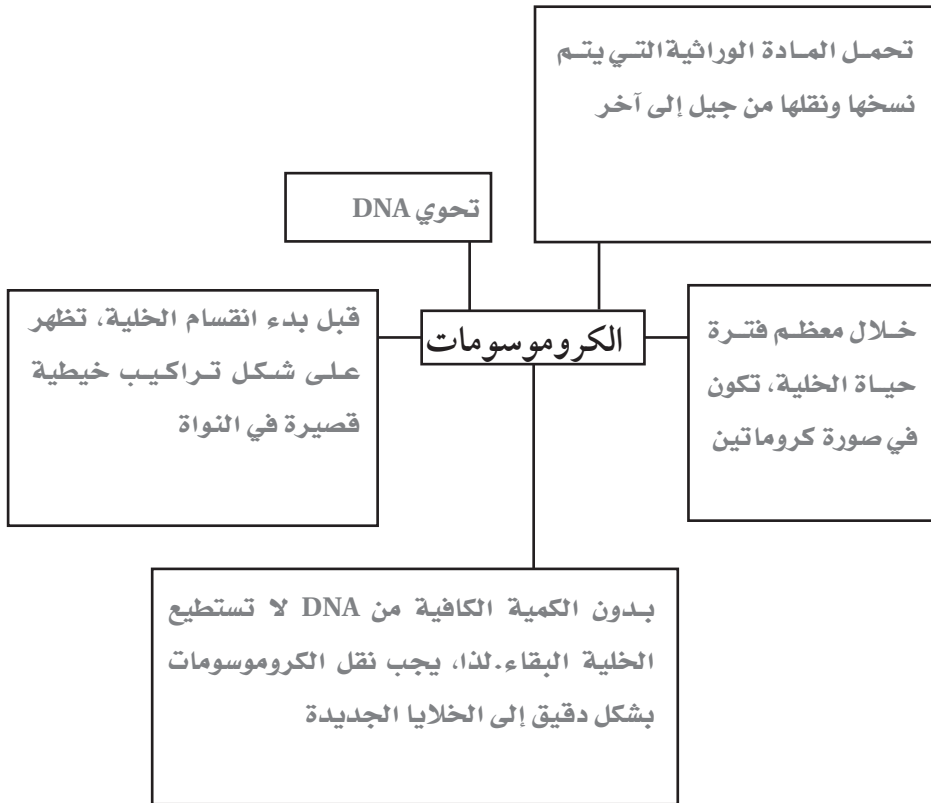 تحمل المادة الوراثية التي يتم
نسخها ونقلها من جيل إلى آخر
تحوي DNA
الكروموسومات
خلال معظم فترة
حياة الخلية، تكون
في صورة كروماتين
قبل بدء انقسام الخلية، تظهر
على شكل تراكيب خيطية
قصيرة في النواة
بدون الكمية الكافية من DNA لا تستطيع
الخلية البقاء. لذا، يجب نقل الكروموسومات
بشكل دقيق إلى الخلايا الجديدة